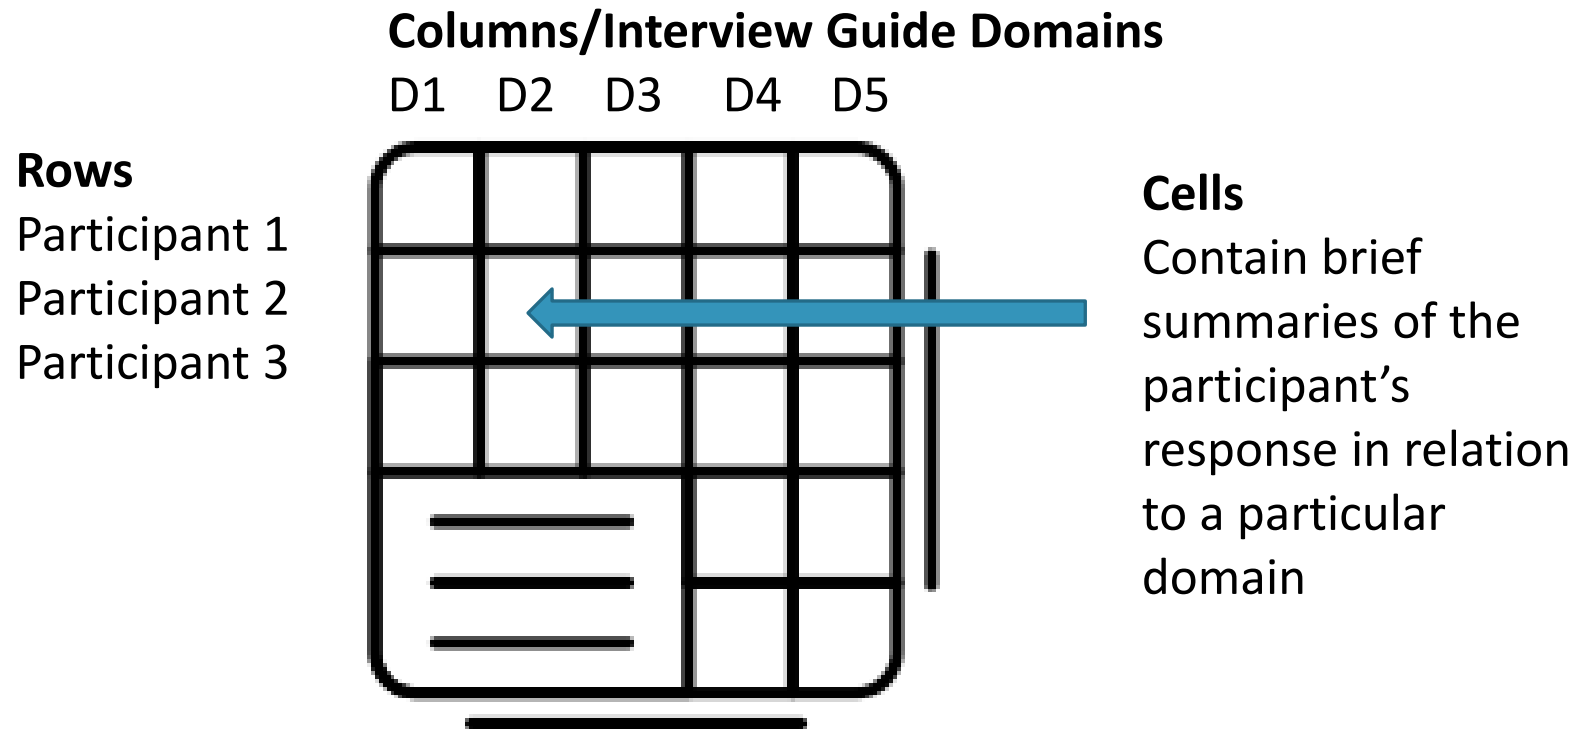 Columns/Interview Guide Domains
D1 D2 D3 D4 D5
Rows
Participant 1
Participant 2
Participant 3
Cells
Contain brief
summaries of the
participant’s
response in relation
to a particular
domain